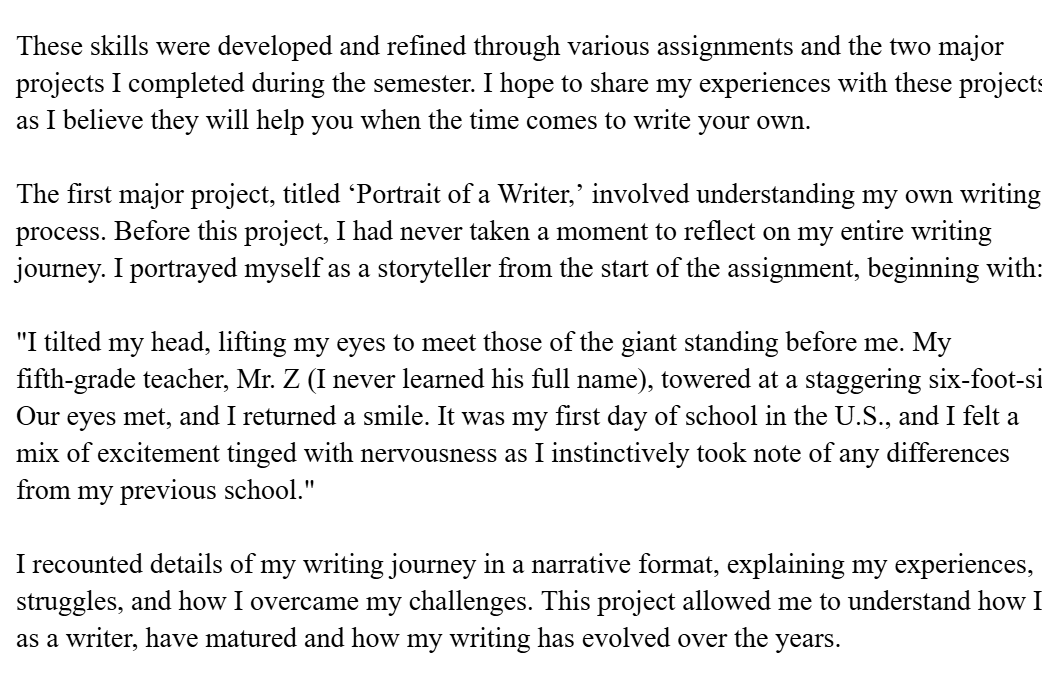 These skills were developed and refined through various assignments and the two major
projects I completed during the semester. I hope to share my experiences with these projects
as I believe they will help you when the time comes to write your own.
The first major project, titled ‘Portrait of a Writer,’ involved understanding my own writing
process. Before this project, I had never taken a moment to reflect on my entire writing
journey. I portrayed myself as a storyteller from the start of the assignment, beginning with:
"I tilted my head, lifting my eyes to meet those of the giant standing before me. My
fifth-grade teacher, Mr. Z (I never learned his full name), towered at a staggering six-foot-si
Our eyes met, and I returned a smile. It was my first day of school in the U.S., and I felt a
mix of excitement tinged with nervousness as I instinctively took note of any differences
from my previous school."
I recounted details of my writing journey in a narrative format, explaining my experiences,
struggles, and how I overcame my challenges. This project allowed me to understand how I
as a writer, have matured and how my writing has evolved over the years.